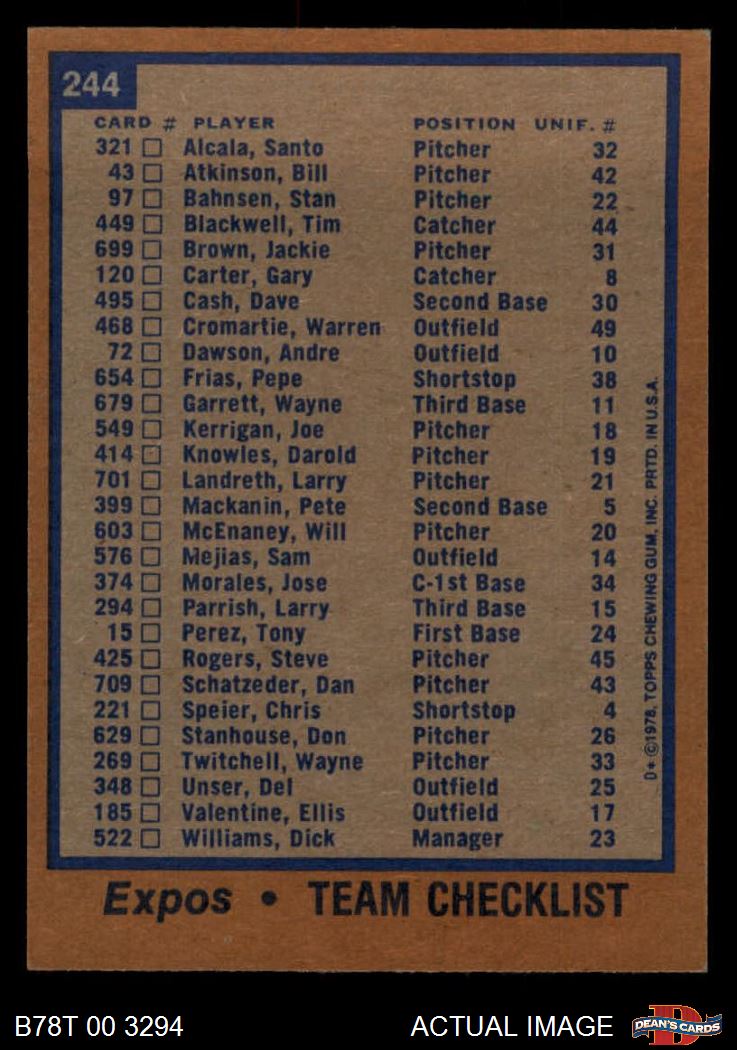 244
CARD # PLAYER POSITION UNIF. #
321 Alcala, Santo Pitcher 32
43 Atkinson, Bill Pitcher 42
97 Bahnsen, Stan Pitcher 22
449 Blackwell, Tim Catcher 44
699 Brown, Jackie Pitcher 31
120 Carter, Gary Catcher 8
495 Cash, Dave Second Base 30
468 Cromartie, Warren Outfield 49
72 Dawson, Andre Outfield 10
654 Frias, Pepe Shortstop 38
679 Garrett, Wayne Third Base 11
549 Kerrigan, Joe Pitcher 18
414 Knowles, Darold Pitcher 19
701 Landreth, Larry Pitcher 21
399 Mackanin, Pete Second Base 5
603 McEnaney, Will Pitcher 20
576 Mejias, Sam Outfield 14
374 Morales, Jose C-1st Base 34
294 Parrish, Larry Third Base 15
15 Perez, Tony First Base 24
425 Rogers, Steve Pitcher 45
709 Schatzeder, Dan Pitcher 43
221 Speier, Chris Shortstop 4
629 Stanhouse, Don Pitcher 26
269 Twitchell, Wayne Pitcher 33
348 Unser, Del Outfield 25
185 Valentine, Ellis Outfield 17
522 Williams, Dick Manager 23
D* ©1978, TOPPS CHEWING GUM, INC. PRTD. IN U.S.A.
Expos • TEAM CHECKLIST
B78T 00 3294 ACTUAL IMAGE
D
DEAN'S CARDS